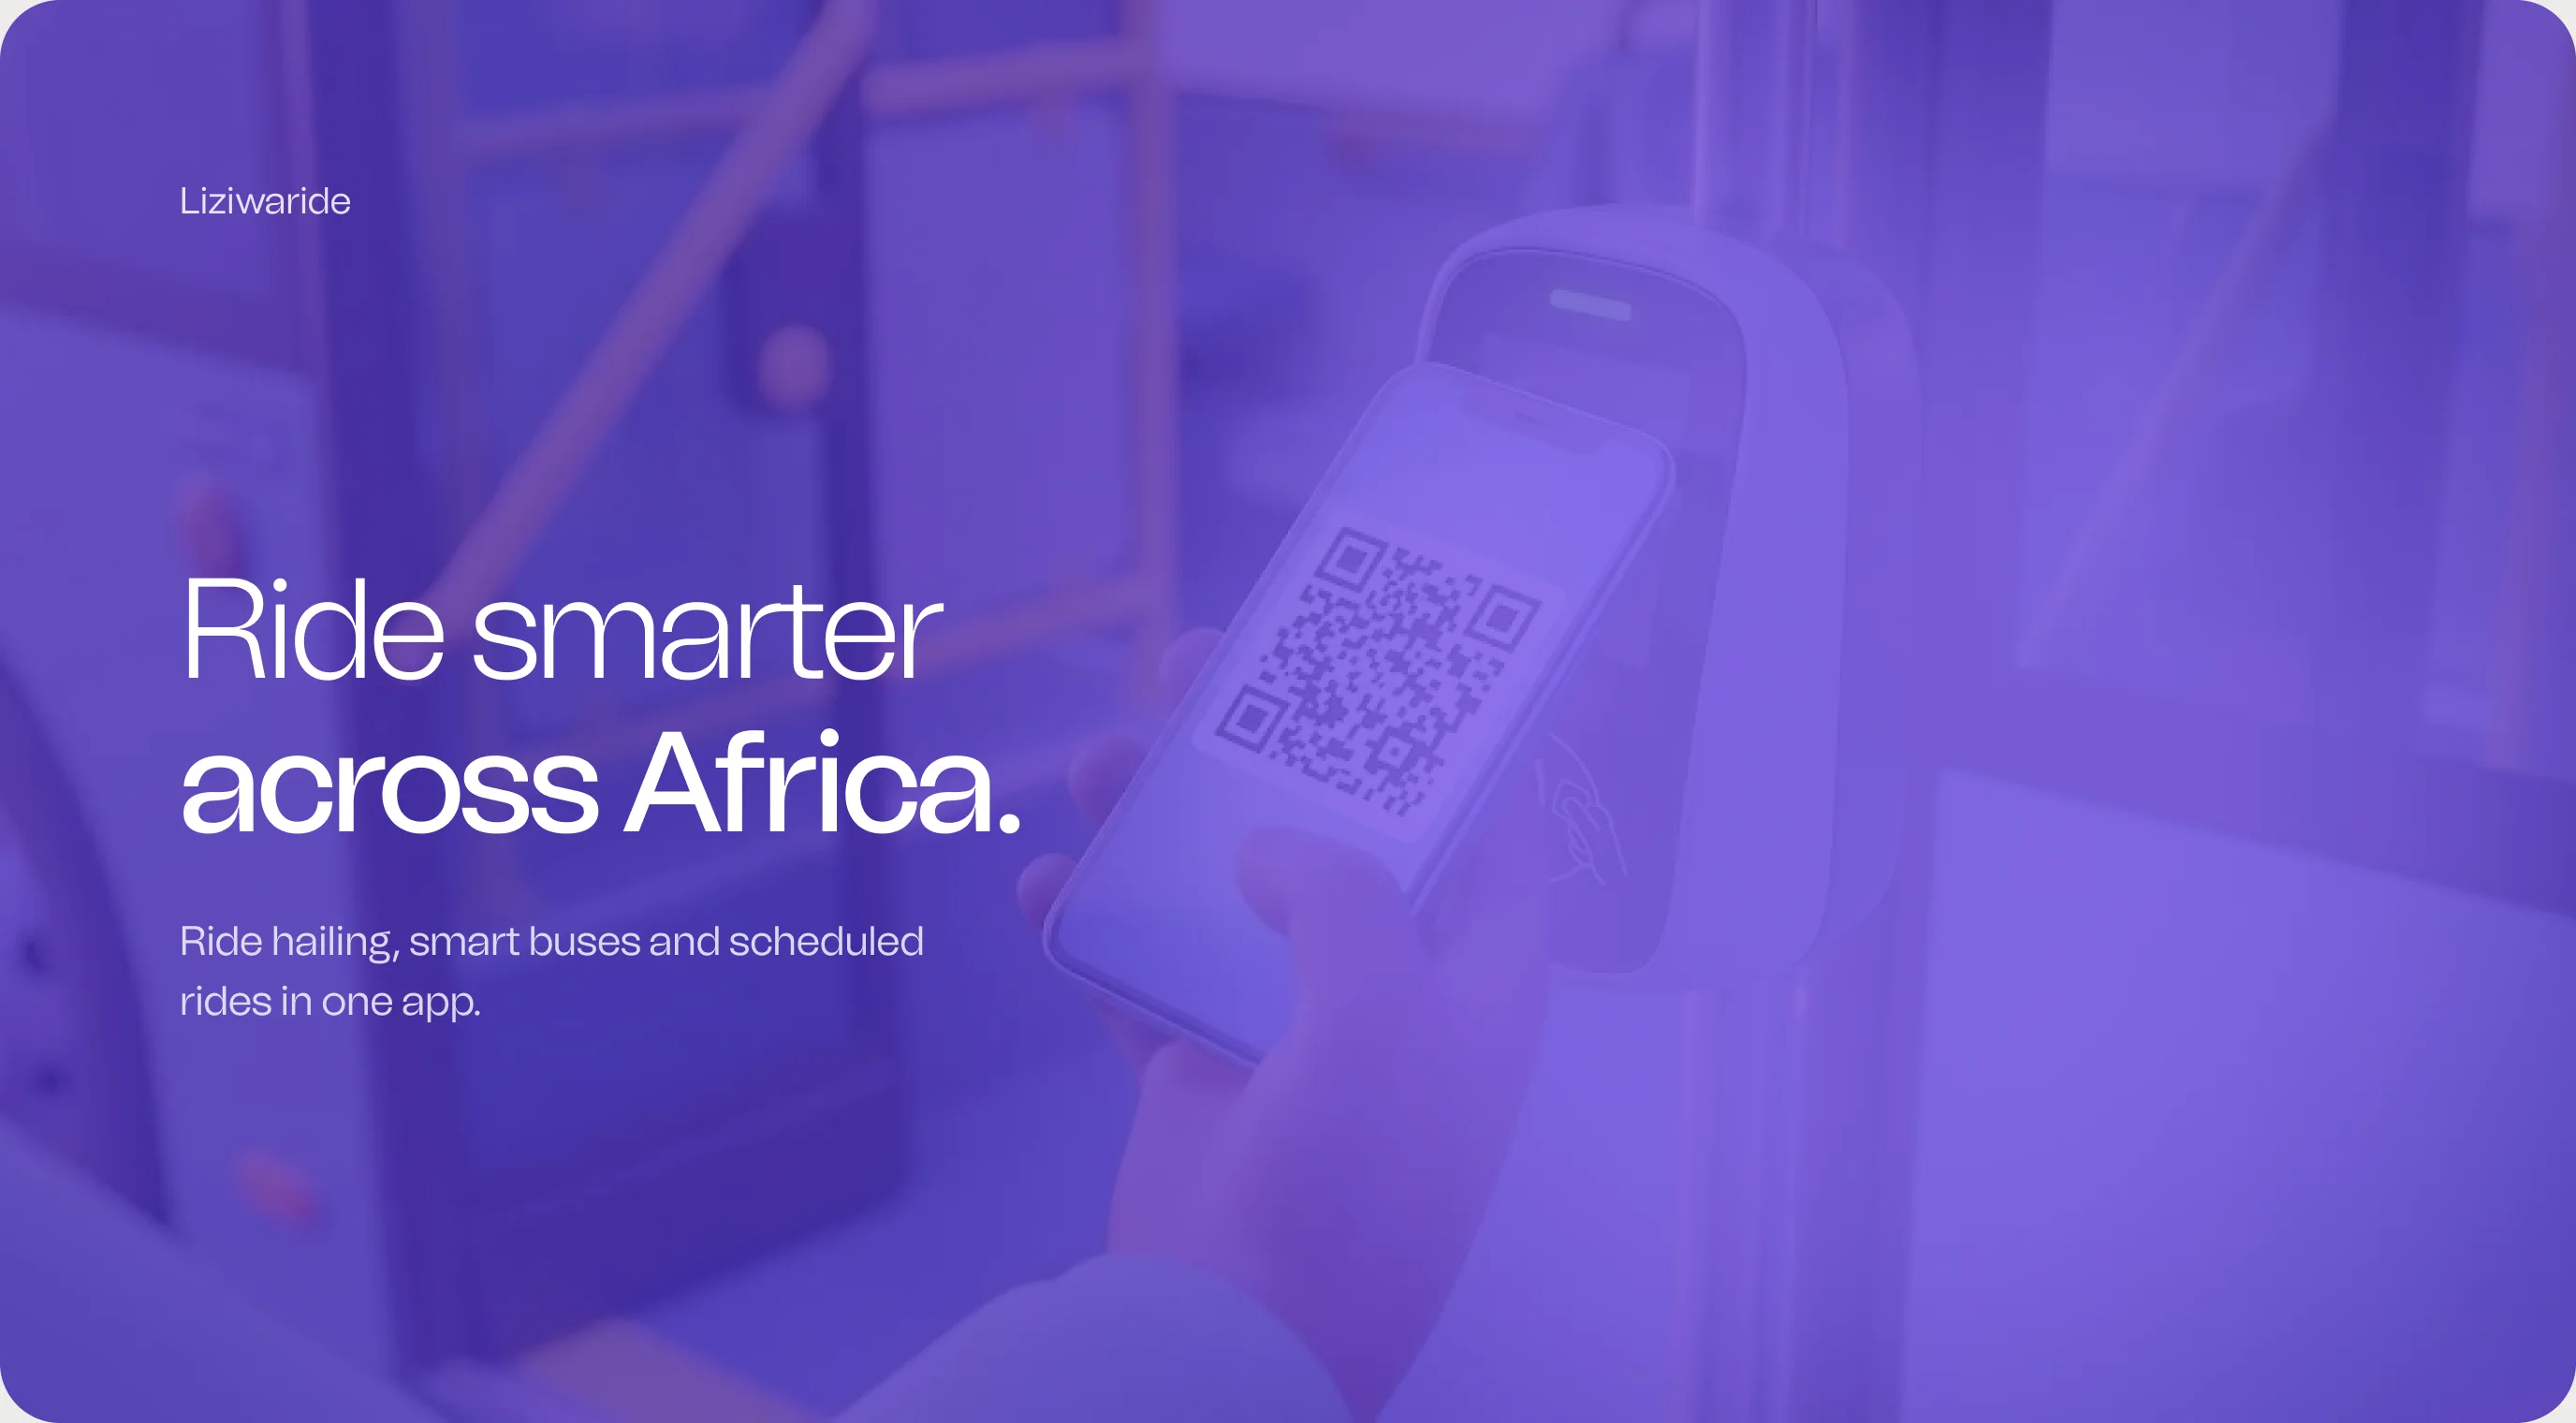 Liziwaride
Ride smarter
across Africa.
Ride hailing, smart buses and scheduled
rides in one app.